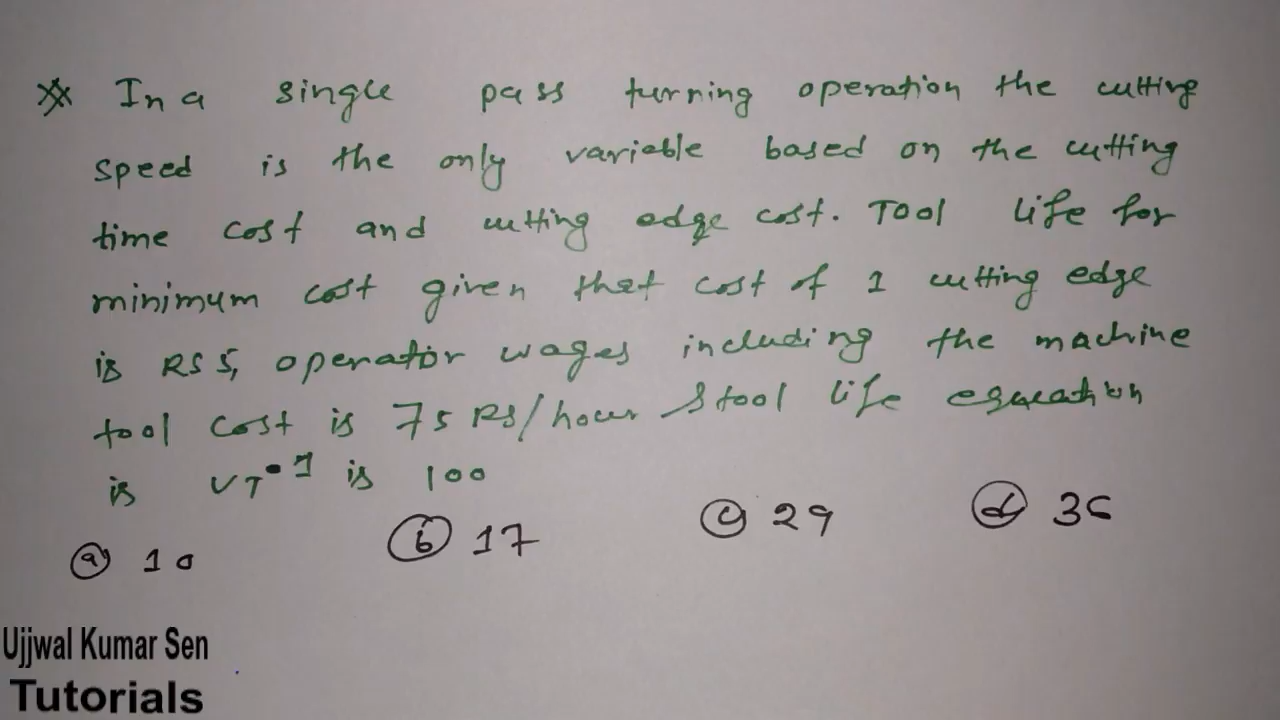 In a single pass turning operation the cutting
speed is the only variable based on the cutting
time cost and cutting edge cost. Tool life for
minimum cost given that cost of 1 cutting edge
is RS 5, operator wages including the machine
tool cost is 75 RS/hour & tool life equation
is VT^.1 is 100
(a) 10 (b) 17 (c) 29 (d) 36
Ujjwal Kumar Sen
Tutorials